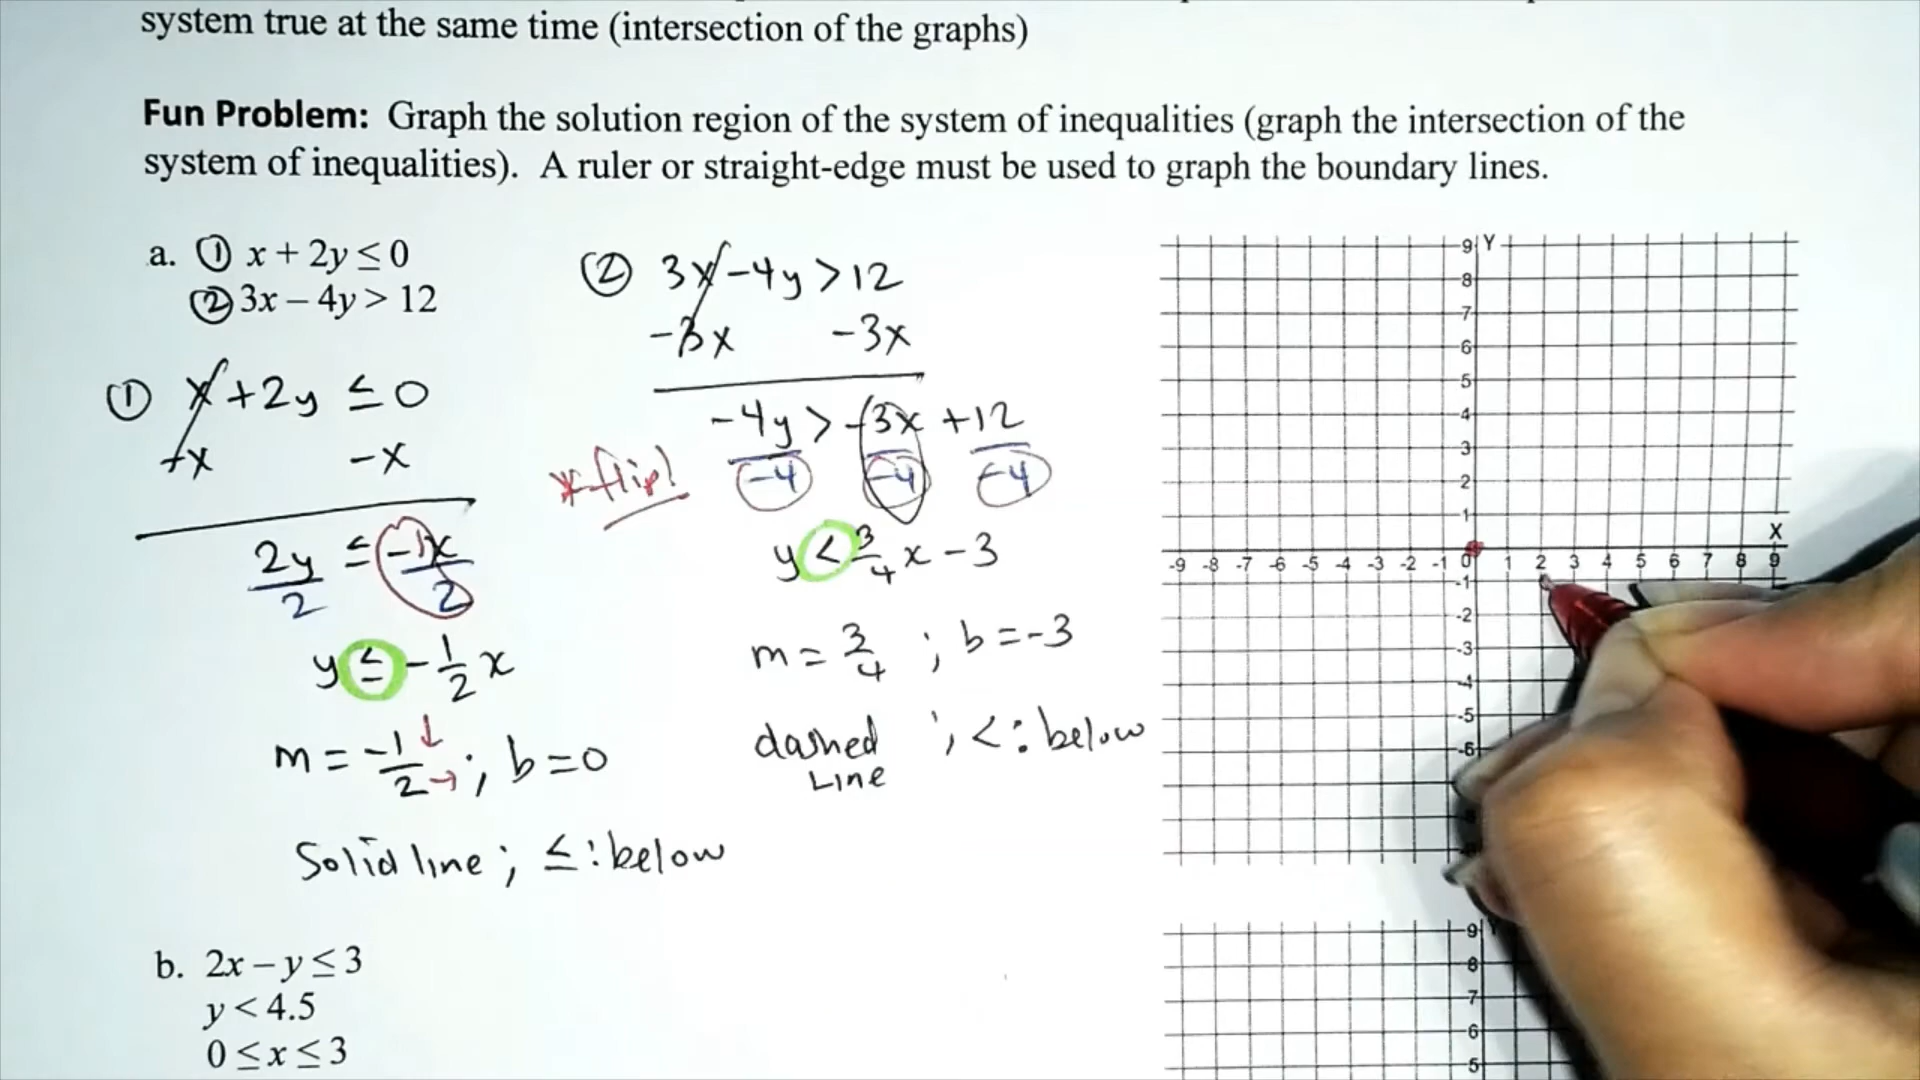 system true at the same time (intersection of the graphs)
Fun Problem: Graph the solution region of the system of inequalities (graph the intersection of the
system of inequalities). A ruler or straight-edge must be used to graph the boundary lines.
a. ① x + 2y ≤ 0
② 3x – 4y > 12
① x + 2y ≤ 0
-x -x
2y/2 ≤ -1x/2
y ≤ -1/2 x
m = -1↓/2→ ; b = 0
Solid line ; ≤ : below
② 3x - 4y > 12
-3x -3x
-4y > -3x + 12
*flip! -4 -4 -4
y < 3/4 x - 3
m = 3/4 ; b = -3
dashed ; < : below
Line
b. 2x – y ≤ 3
y < 4.5
0 ≤ x ≤ 3
9 Y
8
7
6
5
4
3
2
1
X
-9 -8 -7 -6 -5 -4 -3 -2 -1 0 1 2 3 4 5 6 7 8 9
-1
-2
-3
-4
-5
-6
9 Y
8
7
6
5